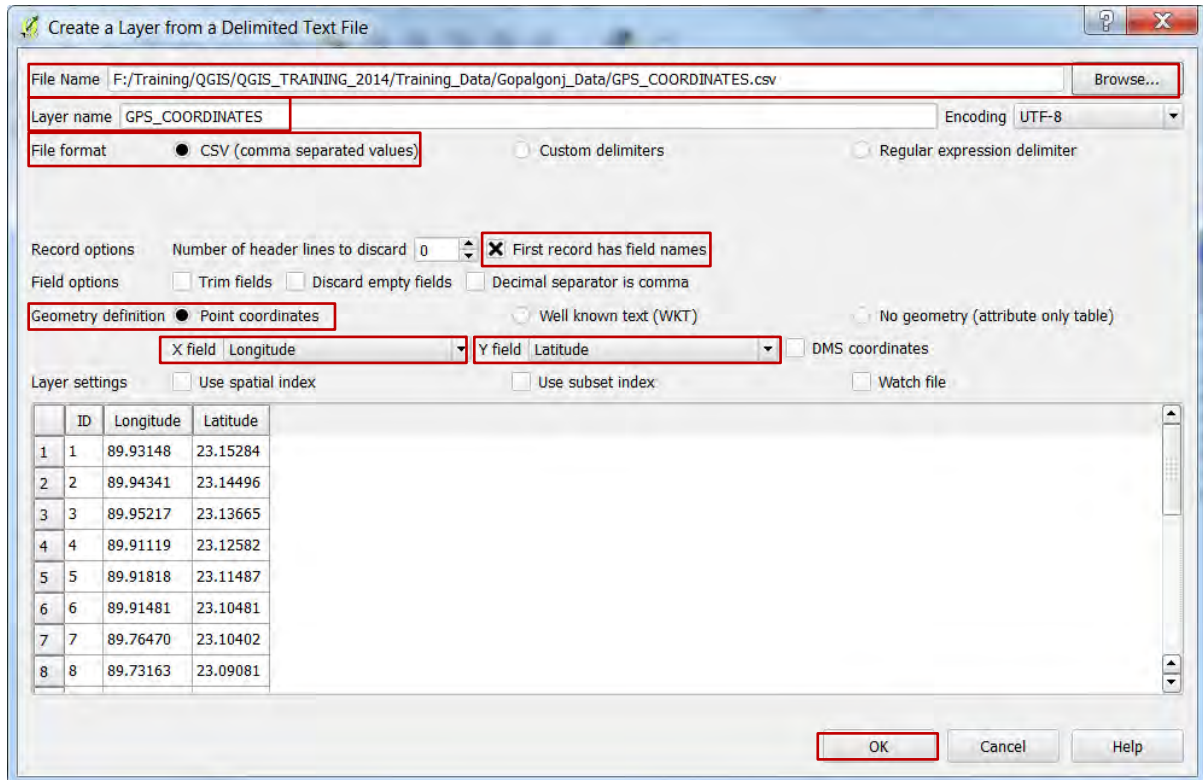 Create a Layer from a Delimited Text File
File Name F:/Training/QGIS/QGIS_TRAINING_2014/Training_Data/Gopalgonj_Data/GPS_COORDINATES.csv Browse...
Layer name GPS_COORDINATES Encoding UTF-8
File format CSV (comma separated values) Custom delimiters Regular expression delimiter
Record options Number of header lines to discard 0 First record has field names
Field options Trim fields Discard empty fields Decimal separator is comma
Geometry definition Point coordinates Well known text (WKT) No geometry (attribute only table)
X field Longitude Y field Latitude DMS coordinates
Layer settings Use spatial index Use subset index Watch file
ID Longitude Latitude
1 1 89.93148 23.15284
2 2 89.94341 23.14496
3 3 89.95217 23.13665
4 4 89.91119 23.12582
5 5 89.91818 23.11487
6 6 89.91481 23.10481
7 7 89.76470 23.10402
8 8 89.73163 23.09081
OK Cancel Help